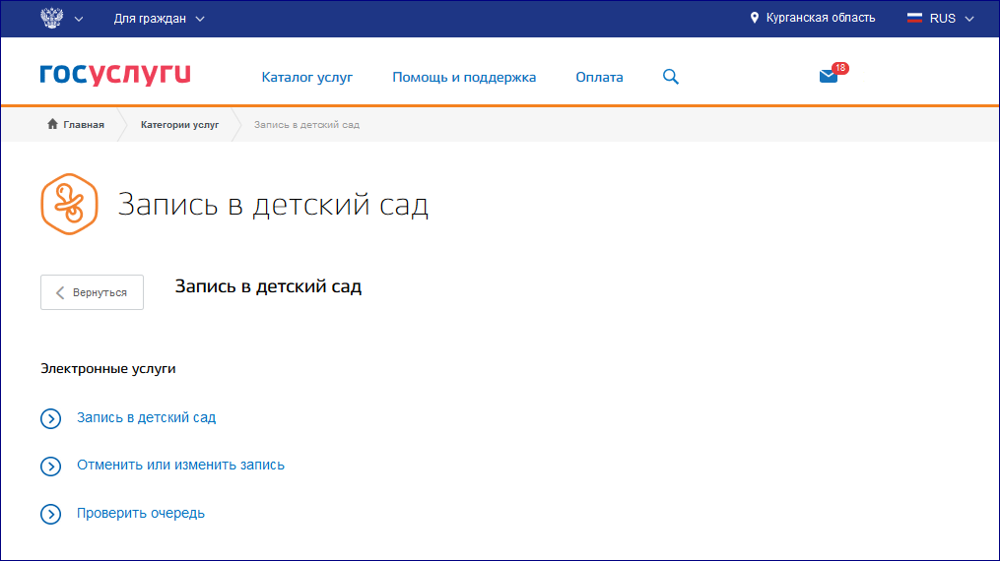 Для граждан Курганская область RUS
госуслуги Каталог услуг Помощь и поддержка Оплата 18
Главная Категории услуг Запись в детский сад
Запись в детский сад
Вернуться Запись в детский сад
Электронные услуги
Запись в детский сад
Отменить или изменить запись
Проверить очередь